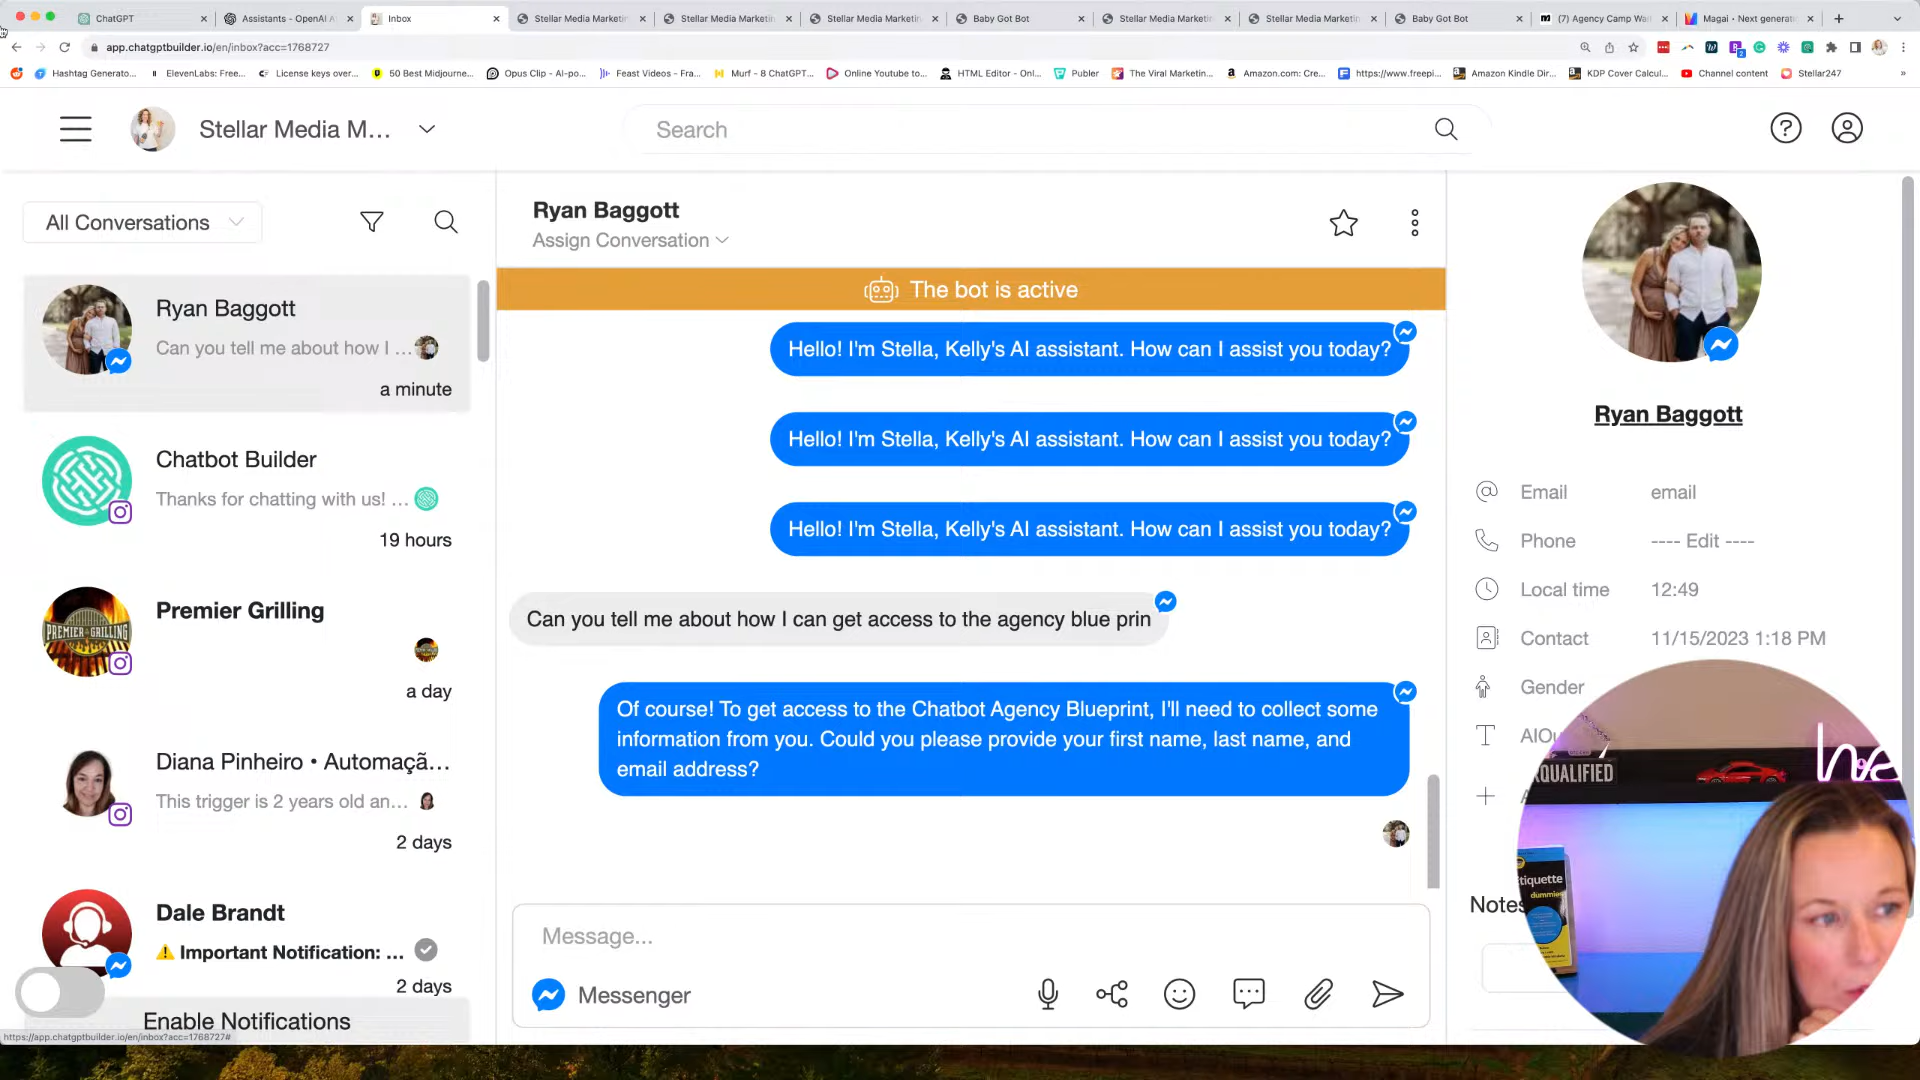 ChatGPT
Assistants - OpenAI A
Inbox
Stellar Media Marketin
Stellar Media Marketin
Stellar Media Marketin
Baby Got Bot
Stellar Media Marketin
Stellar Media Marketin
Baby Got Bot
(7) Agency Camp
Magai • Next generati
app.chatgptbuilder.io/en/inbox?acc=1768727
Hashtag Generato...
ElevenLabs: Free...
License keys over...
50 Best Midjourne...
Opus Clip - AI-po...
Feast Videos - Fra...
Murf - 8 ChatGPT...
Online Youtube to...
HTML Editor - Onl...
Publer
The Viral Marketin...
Amazon.com: Cre...
https://www.freepi...
Amazon Kindle Dir...
KDP Cover Calcul...
Channel content
Stellar247
Stellar Media M...
Search
All Conversations
Ryan Baggott
Can you tell me about how I ...
a minute
Chatbot Builder
Thanks for chatting with us! ...
19 hours
Premier Grilling
PREMIER GRILLING
a day
Diana Pinheiro • Automaçã...
This trigger is 2 years old an...
2 days
Dale Brandt
Important Notification: ...
2 days
Enable Notifications
https://app.chatgptbuilder.io/en/inbox?acc=1768727#
Ryan Baggott
Assign Conversation
The bot is active
Hello! I'm Stella, Kelly's AI assistant. How can I assist you today?
Hello! I'm Stella, Kelly's AI assistant. How can I assist you today?
Hello! I'm Stella, Kelly's AI assistant. How can I assist you today?
Can you tell me about how I can get access to the agency blue prin
Of course! To get access to the Chatbot Agency Blueprint, I'll need to collect some
information from you. Could you please provide your first name, last name, and
email address?
Message...
Messenger
Ryan Baggott
Email email
Phone ---- Edit ----
Local time 12:49
Contact 11/15/2023 1:18 PM
Gender
AIOu
QUALIFIED
Etiquette
dummies
Notes